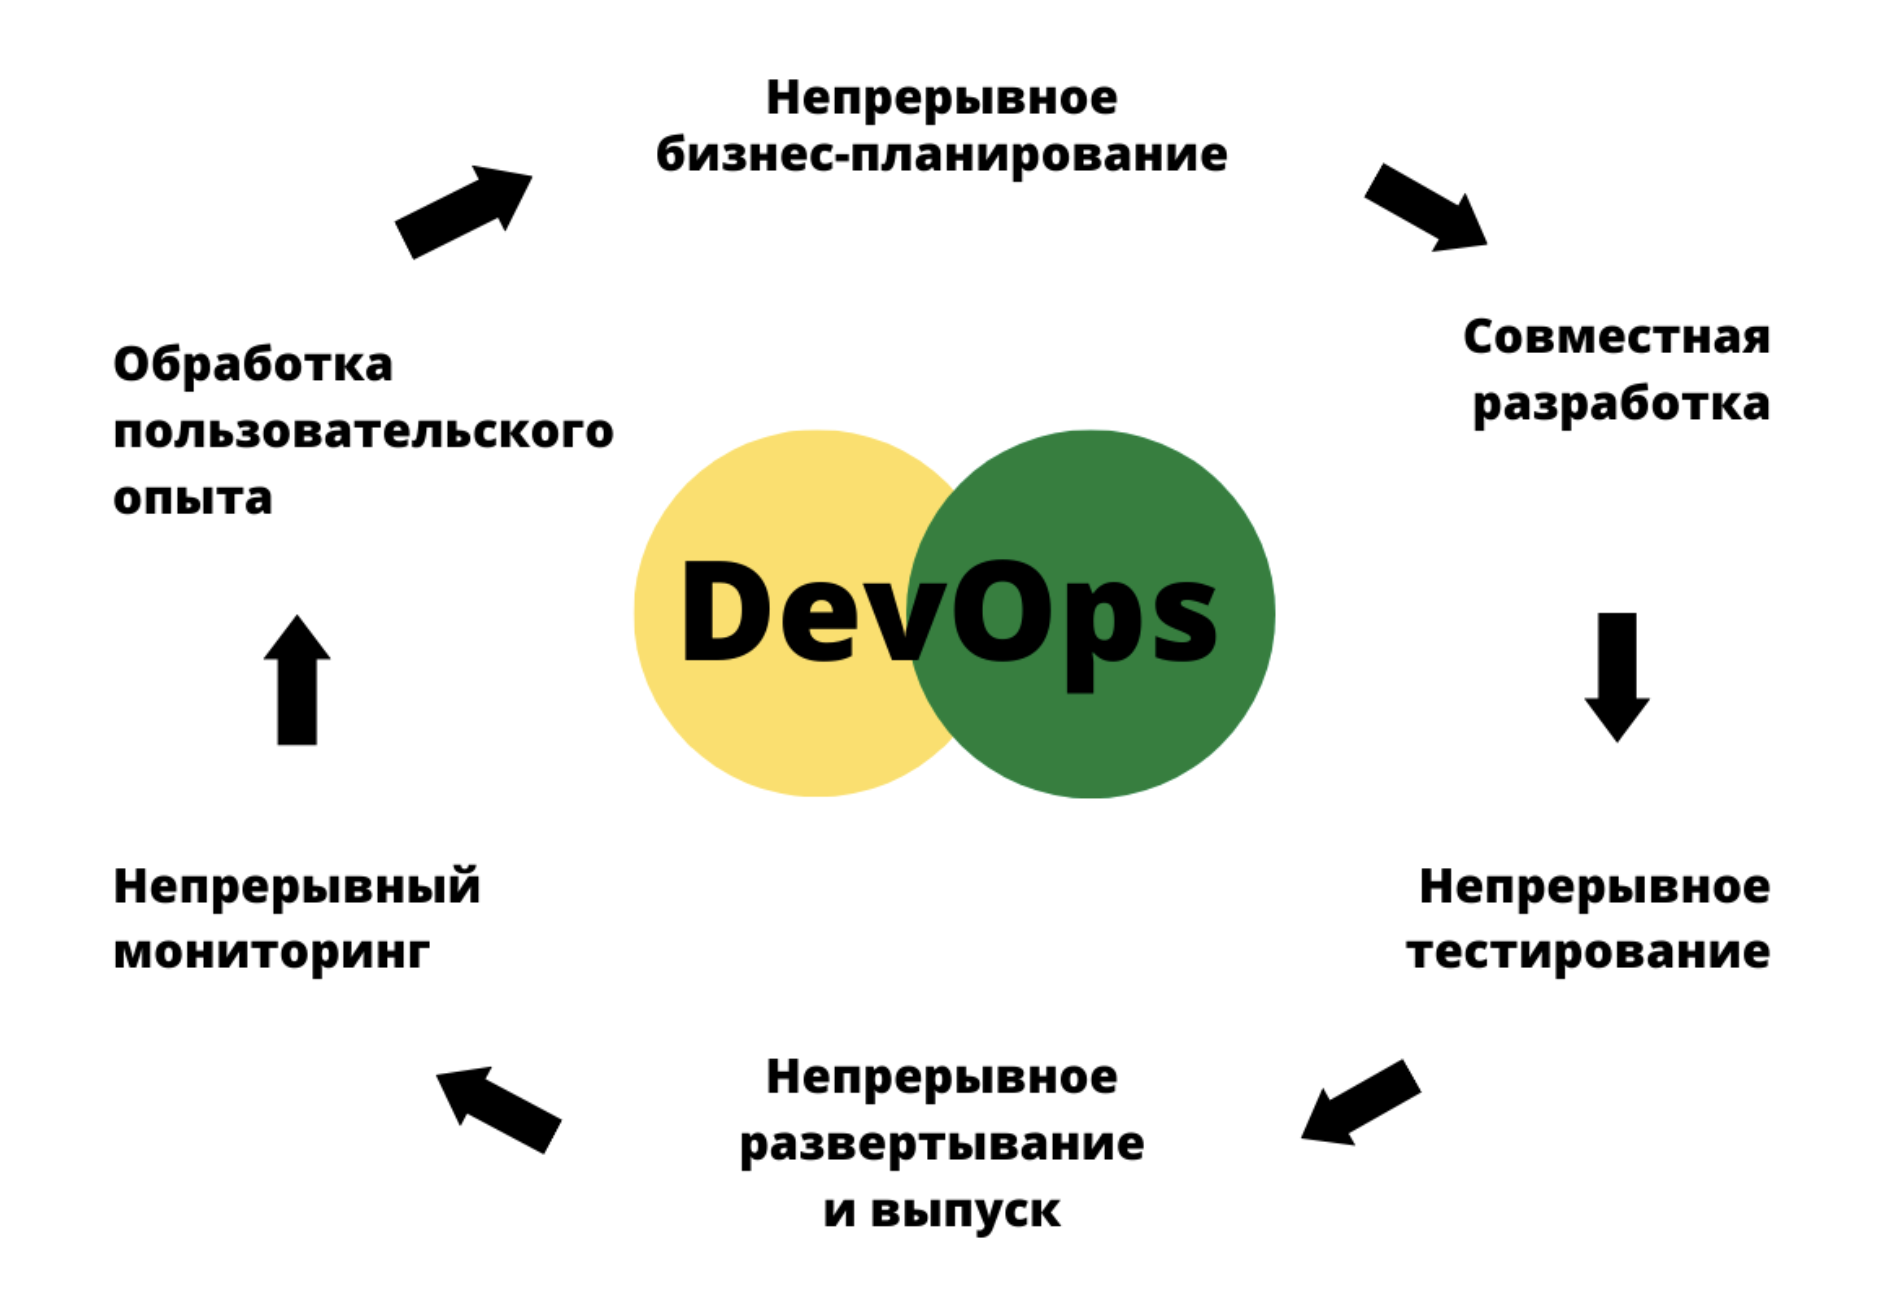 Непрерывное
бизнес-планирование
Совместная
разработка
Обработка
пользовательского
опыта
DevOps
Непрерывный
мониторинг
Непрерывное
тестирование
Непрерывное
развертывание
и выпуск